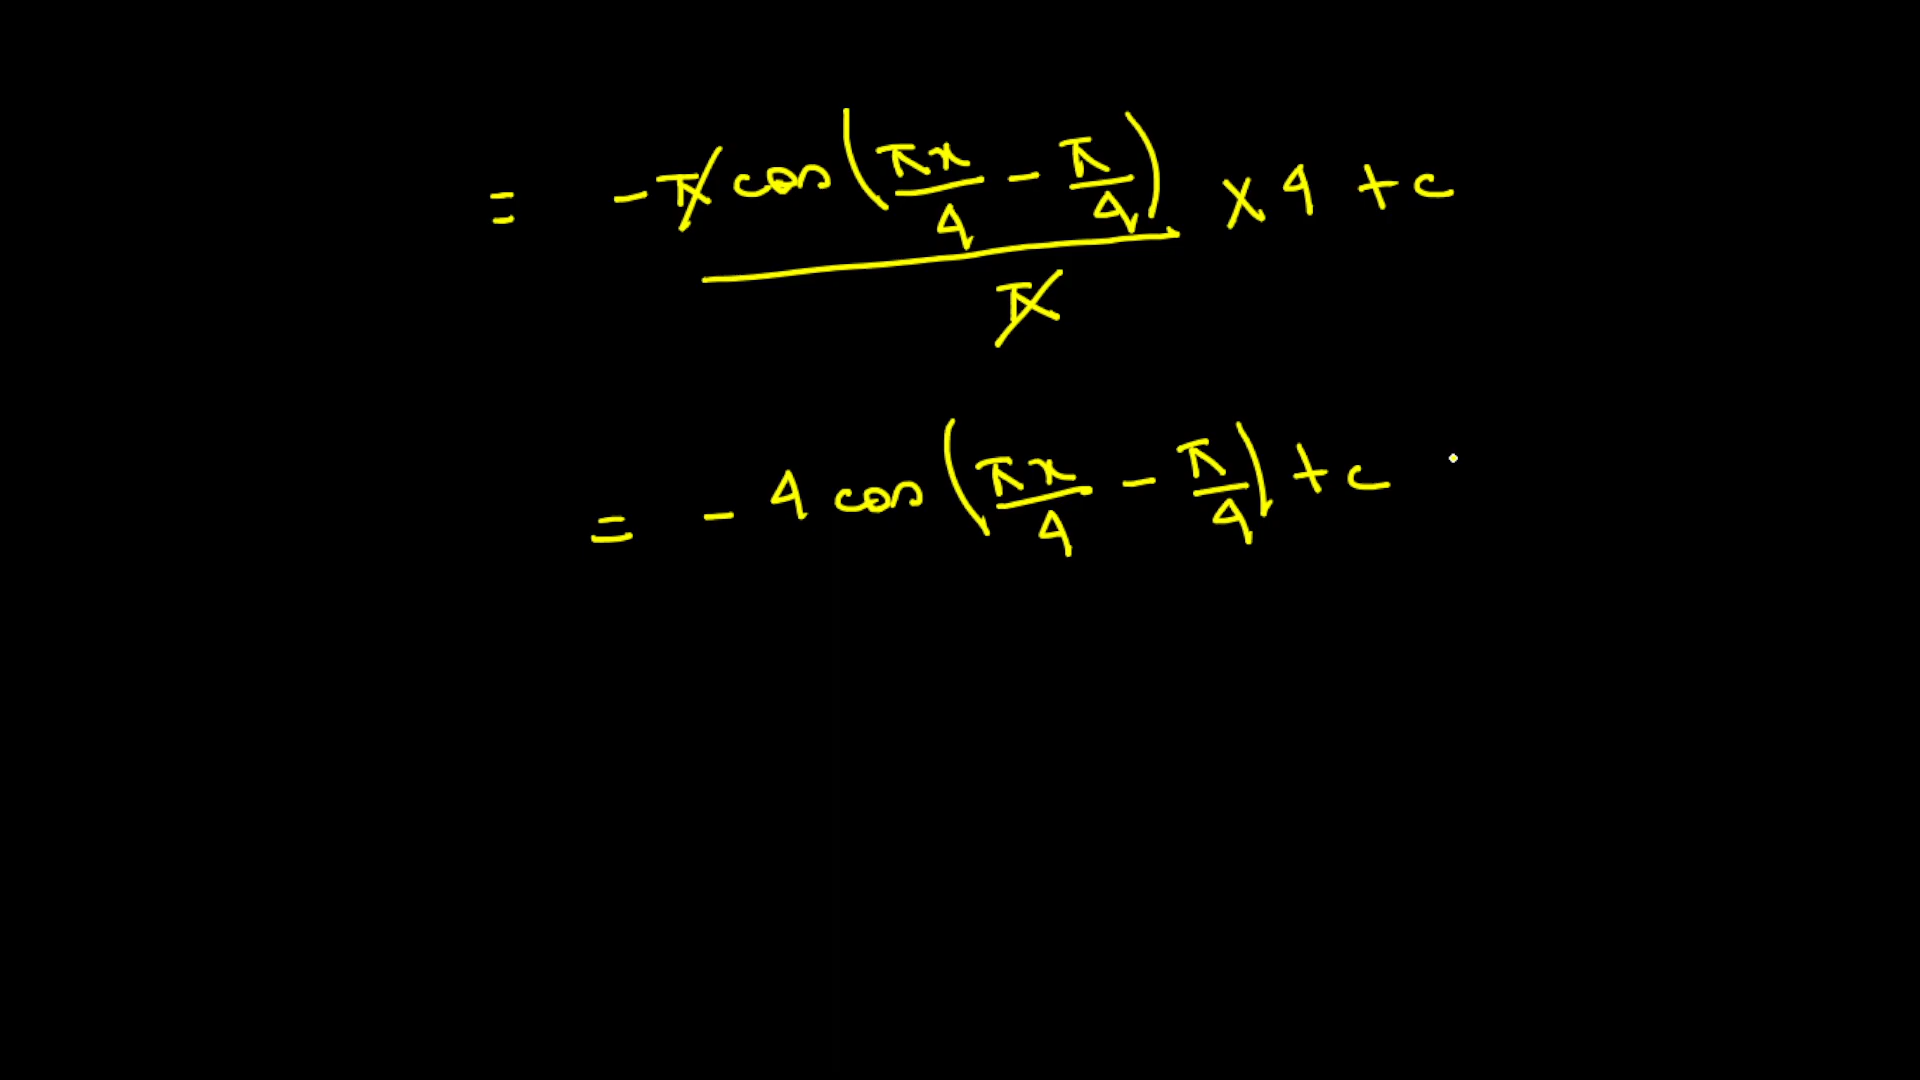 = -π cos(πx/4 - π/4)/π × 4 + c
= -4 cos(πx/4 - π/4) + c